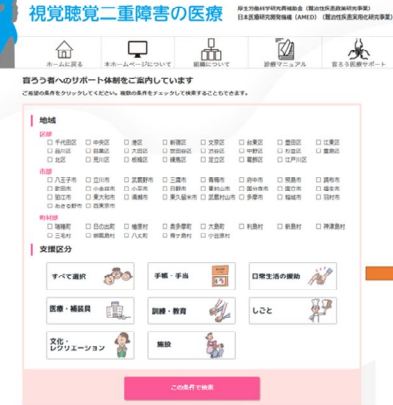 視覚聴覚二重障害の医療
厚生労働科学研究費補助金（難治性疾患政策研究事業）
日本医療研究開発機構（AMED）（難治性疾患実用化研究事業）
ホームに戻る 本ホームページについて 組織について 診療マニュアル 盲ろう医療サポート
盲ろう者へのサポート体制をご案内しています
ご希望の条件をクリックしてください。複数の条件をチェックして検索することもできます。
地域
区部
千代田区 中央区 港区 新宿区 文京区 台東区 墨田区 江東区
品川区 目黒区 大田区 世田谷区 渋谷区 中野区 杉並区 豊島区
北区 荒川区 板橋区 練馬区 足立区 葛飾区 江戸川区
市部
八王子市 立川市 武蔵野市 三鷹市 青梅市 府中市 昭島市 調布市
町田市 小金井市 小平市 日野市 東村山市 国分寺市 国立市 福生市
狛江市 東大和市 清瀬市 東久留米市 武蔵村山市 多摩市 稲城市 羽村市
あきる野市 西東京市
町村部
瑞穂町 日の出町 檜原村 奥多摩町 大島町 利島村 新島村 神津島村
三宅村 御蔵島村 八丈町 青ヶ島村 小笠原村
支援区分
すべて選択 手帳・手当 日常生活の援助
医療・補装具 訓練・教育 しごと
文化・
レクリエーション 施設
この条件で検索